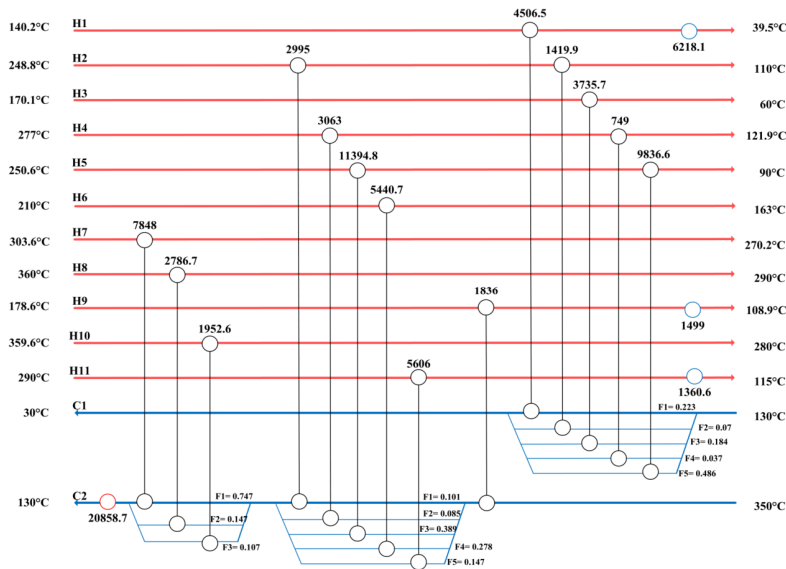 4506.5
140.2°C H1 39.5°C
6218.1
2995 1419.9
248.8°C H2 110°C
3735.7
170.1°C H3 60°C
3063 749
277°C H4 121.9°C
11394.8 9836.6
250.6°C H5 90°C
5440.7
210°C H6 163°C
7848
303.6°C H7 270.2°C
2786.7
360°C H8 290°C
1836
178.6°C H9 108.9°C
1499
1952.6
359.6°C H10 280°C
5606
290°C H11 115°C
1360.6
30°C C1 F1= 0.223 130°C
F2= 0.07
F3= 0.184
F4= 0.037
F5= 0.486
130°C C2 F1= 0.747 F1= 0.101 350°C
20858.7 F2= 0.147 F2= 0.085
F3= 0.107 F3= 0.389
F4= 0.278
F5= 0.147